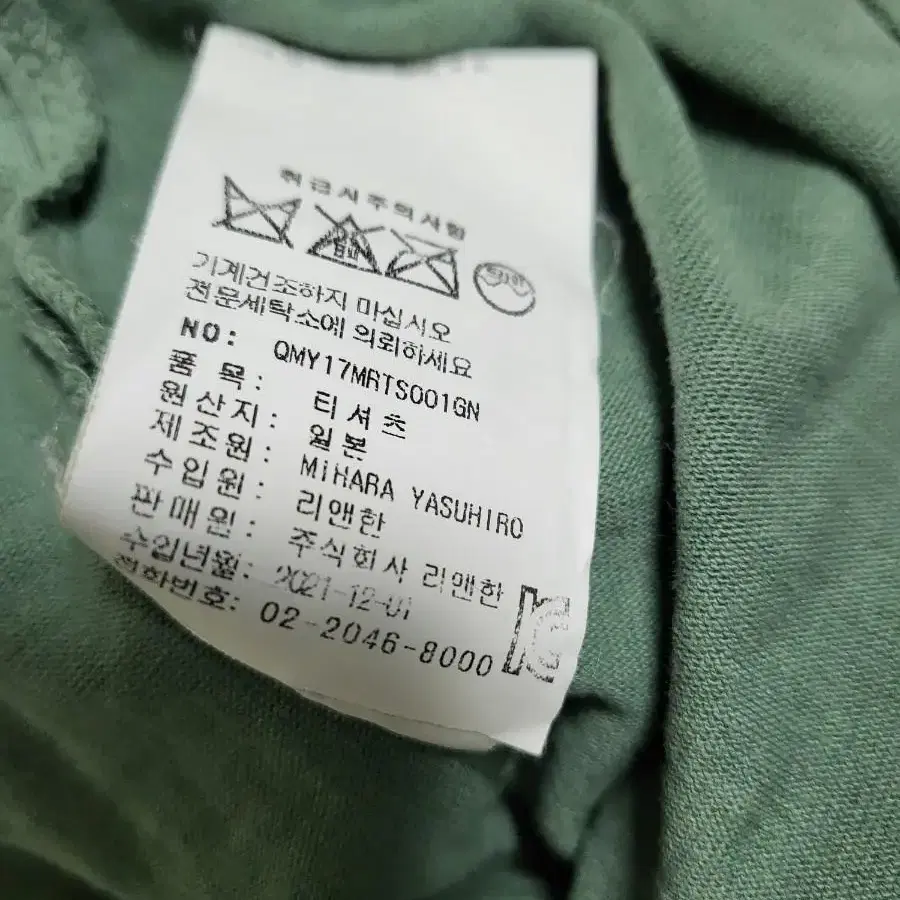 취급시주의사항
드라이
기계건조하지 마십시오
전문세탁소에 의뢰하세요
NO: QMY17MRTS001GN
품 목: 티셔츠
원산지: 일본
제조원: MiHARA YASUHIRO
수입원: 리앤한
판매원: 주식회사 리앤한
수입년월: 2021-12-01
전화번호: 02-2046-8000